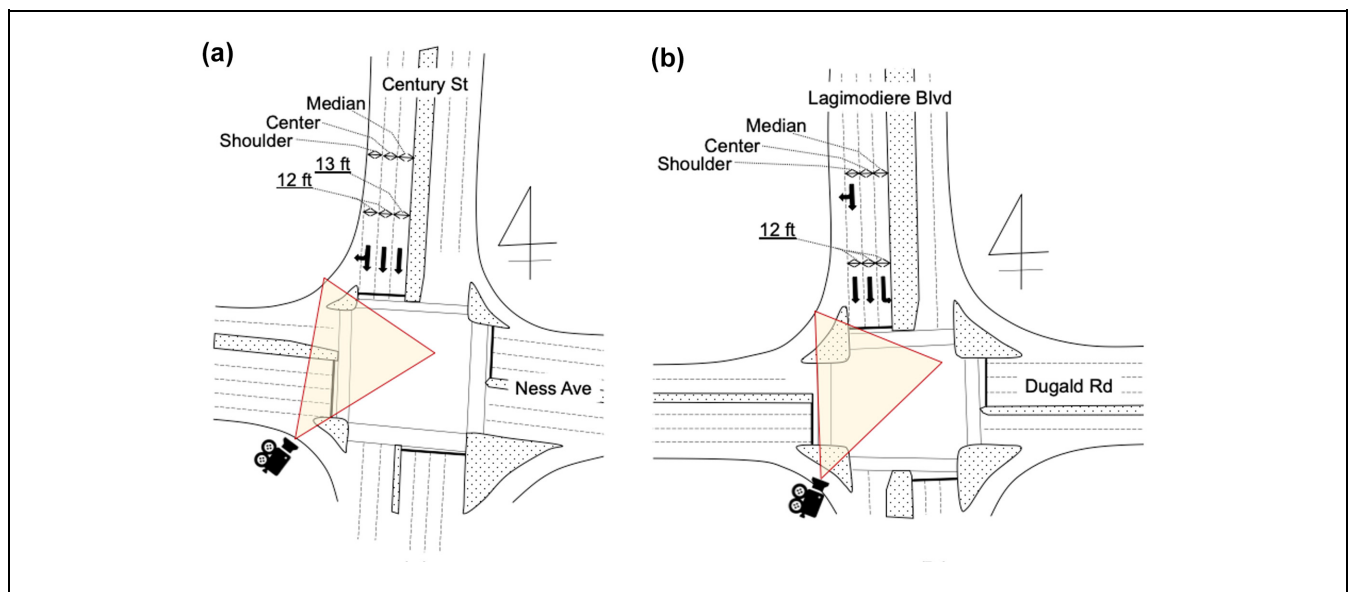 (a)
Century St
Median
Center
Shoulder
13 ft
12 ft
Ness Ave
(b)
Lagimodiere Blvd
Median
Center
Shoulder
12 ft
Dugald Rd